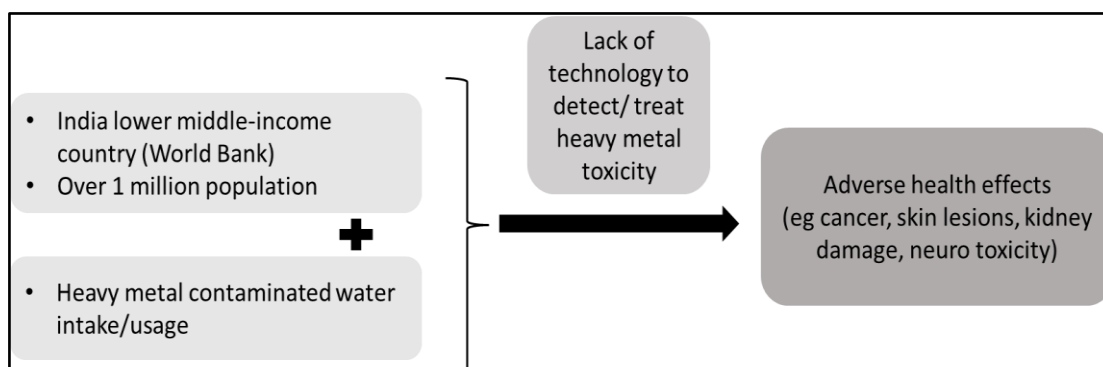 • India lower middle-income
country (World Bank)
• Over 1 million population
• Heavy metal contaminated water
intake/usage
Lack of
technology to
detect/ treat
heavy metal
toxicity
Adverse health effects
(eg cancer, skin lesions, kidney
damage, neuro toxicity)